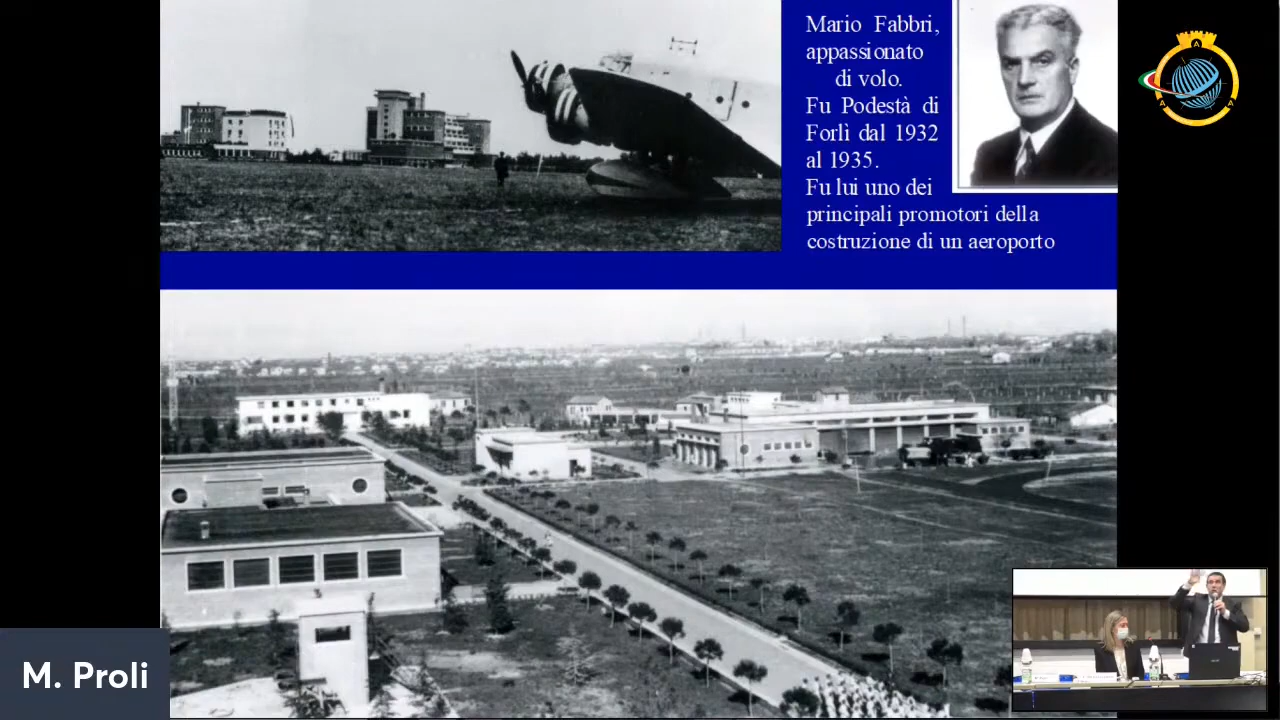 Mario Fabbri,
appassionato
di volo.
Fu Podestà di
Forlì dal 1932
al 1935.
Fu lui uno dei
principali promotori della
costruzione di un aeroporto
M. Proli